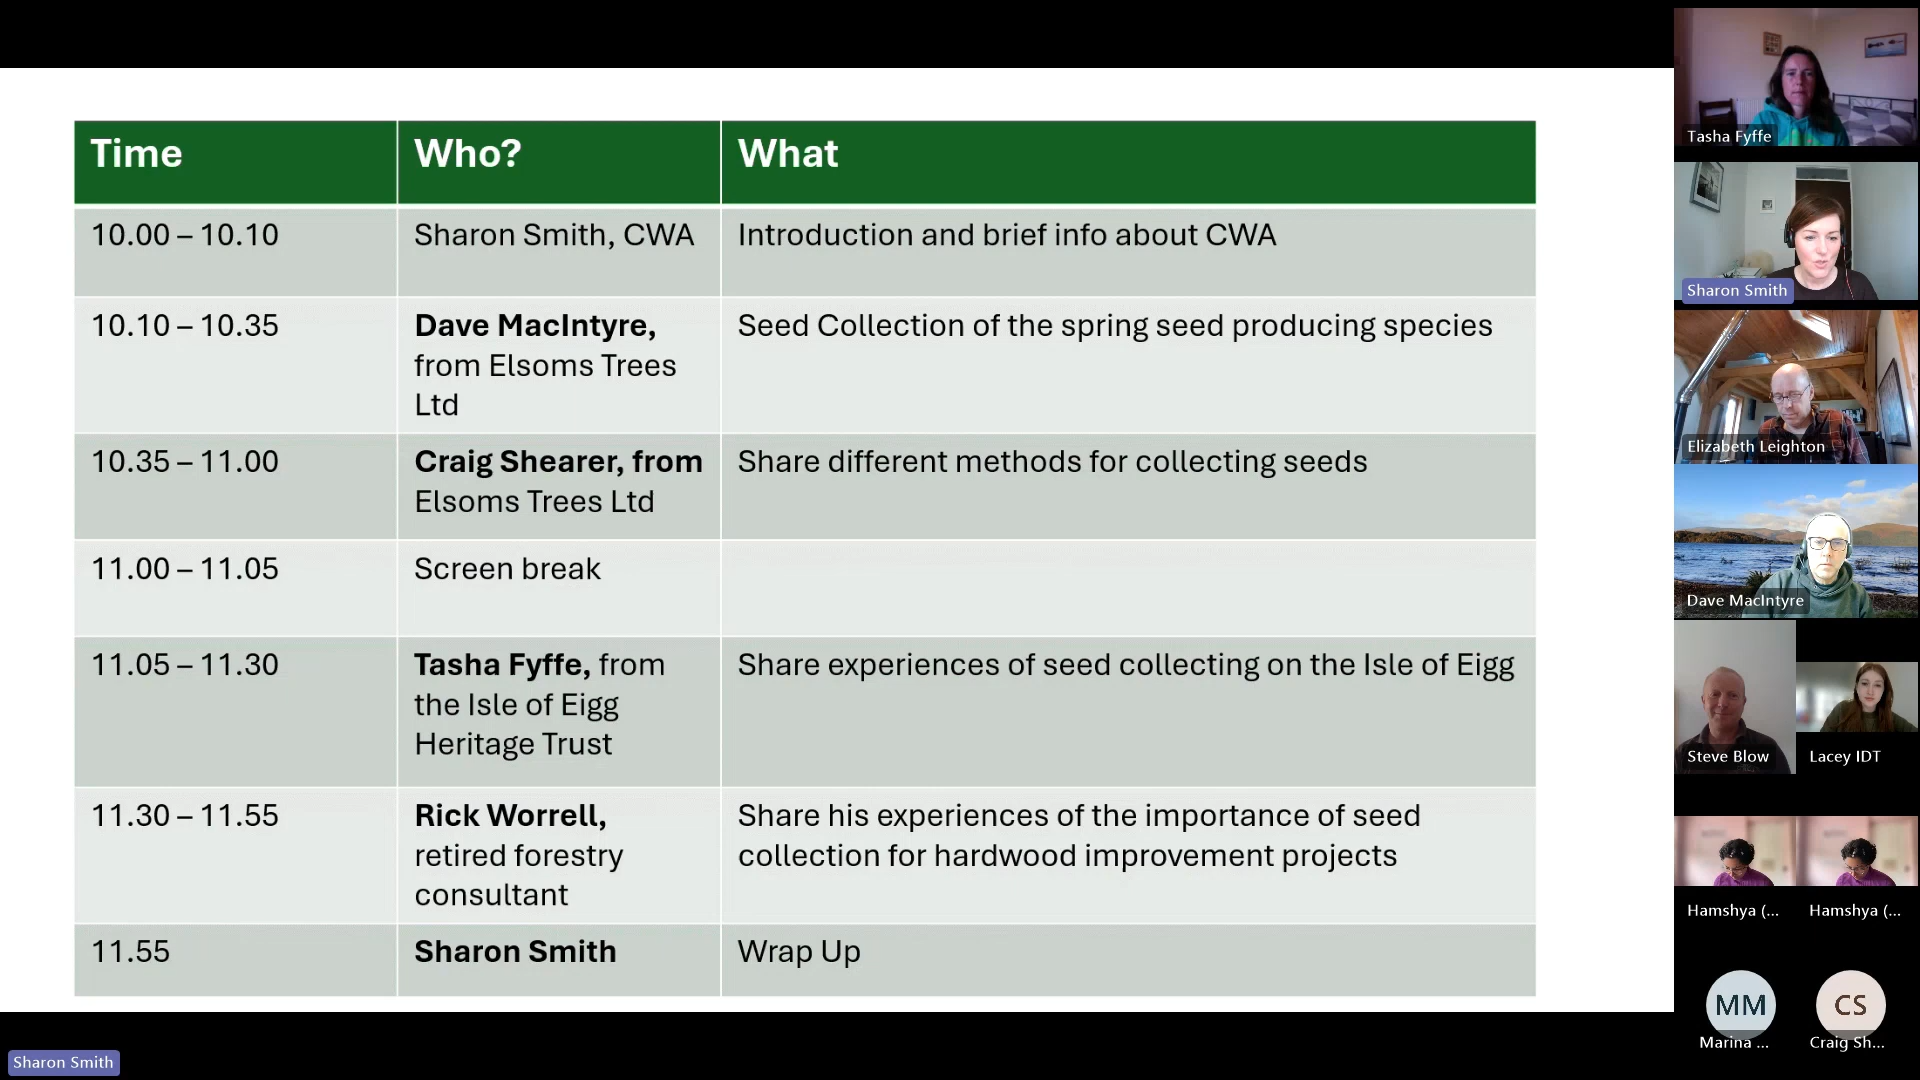 Time Who? What
10.00 – 10.10 Sharon Smith, CWA Introduction and brief info about CWA
10.10 – 10.35 Dave MacIntyre, Seed Collection of the spring seed producing species
from Elsoms Trees
Ltd
10.35 – 11.00 Craig Shearer, from Share different methods for collecting seeds
Elsoms Trees Ltd
11.00 – 11.05 Screen break
11.05 – 11.30 Tasha Fyffe, from Share experiences of seed collecting on the Isle of Eigg
the Isle of Eigg
Heritage Trust
11.30 – 11.55 Rick Worrell, Share his experiences of the importance of seed
retired forestry collection for hardwood improvement projects
consultant
11.55 Sharon Smith Wrap Up
Tasha Fyffe
Sharon Smith
Elizabeth Leighton
Dave MacIntyre
Steve Blow Lacey IDT
Hamshya (... Hamshya (...
MM CS
Marina ... Craig Sh...
Sharon Smith